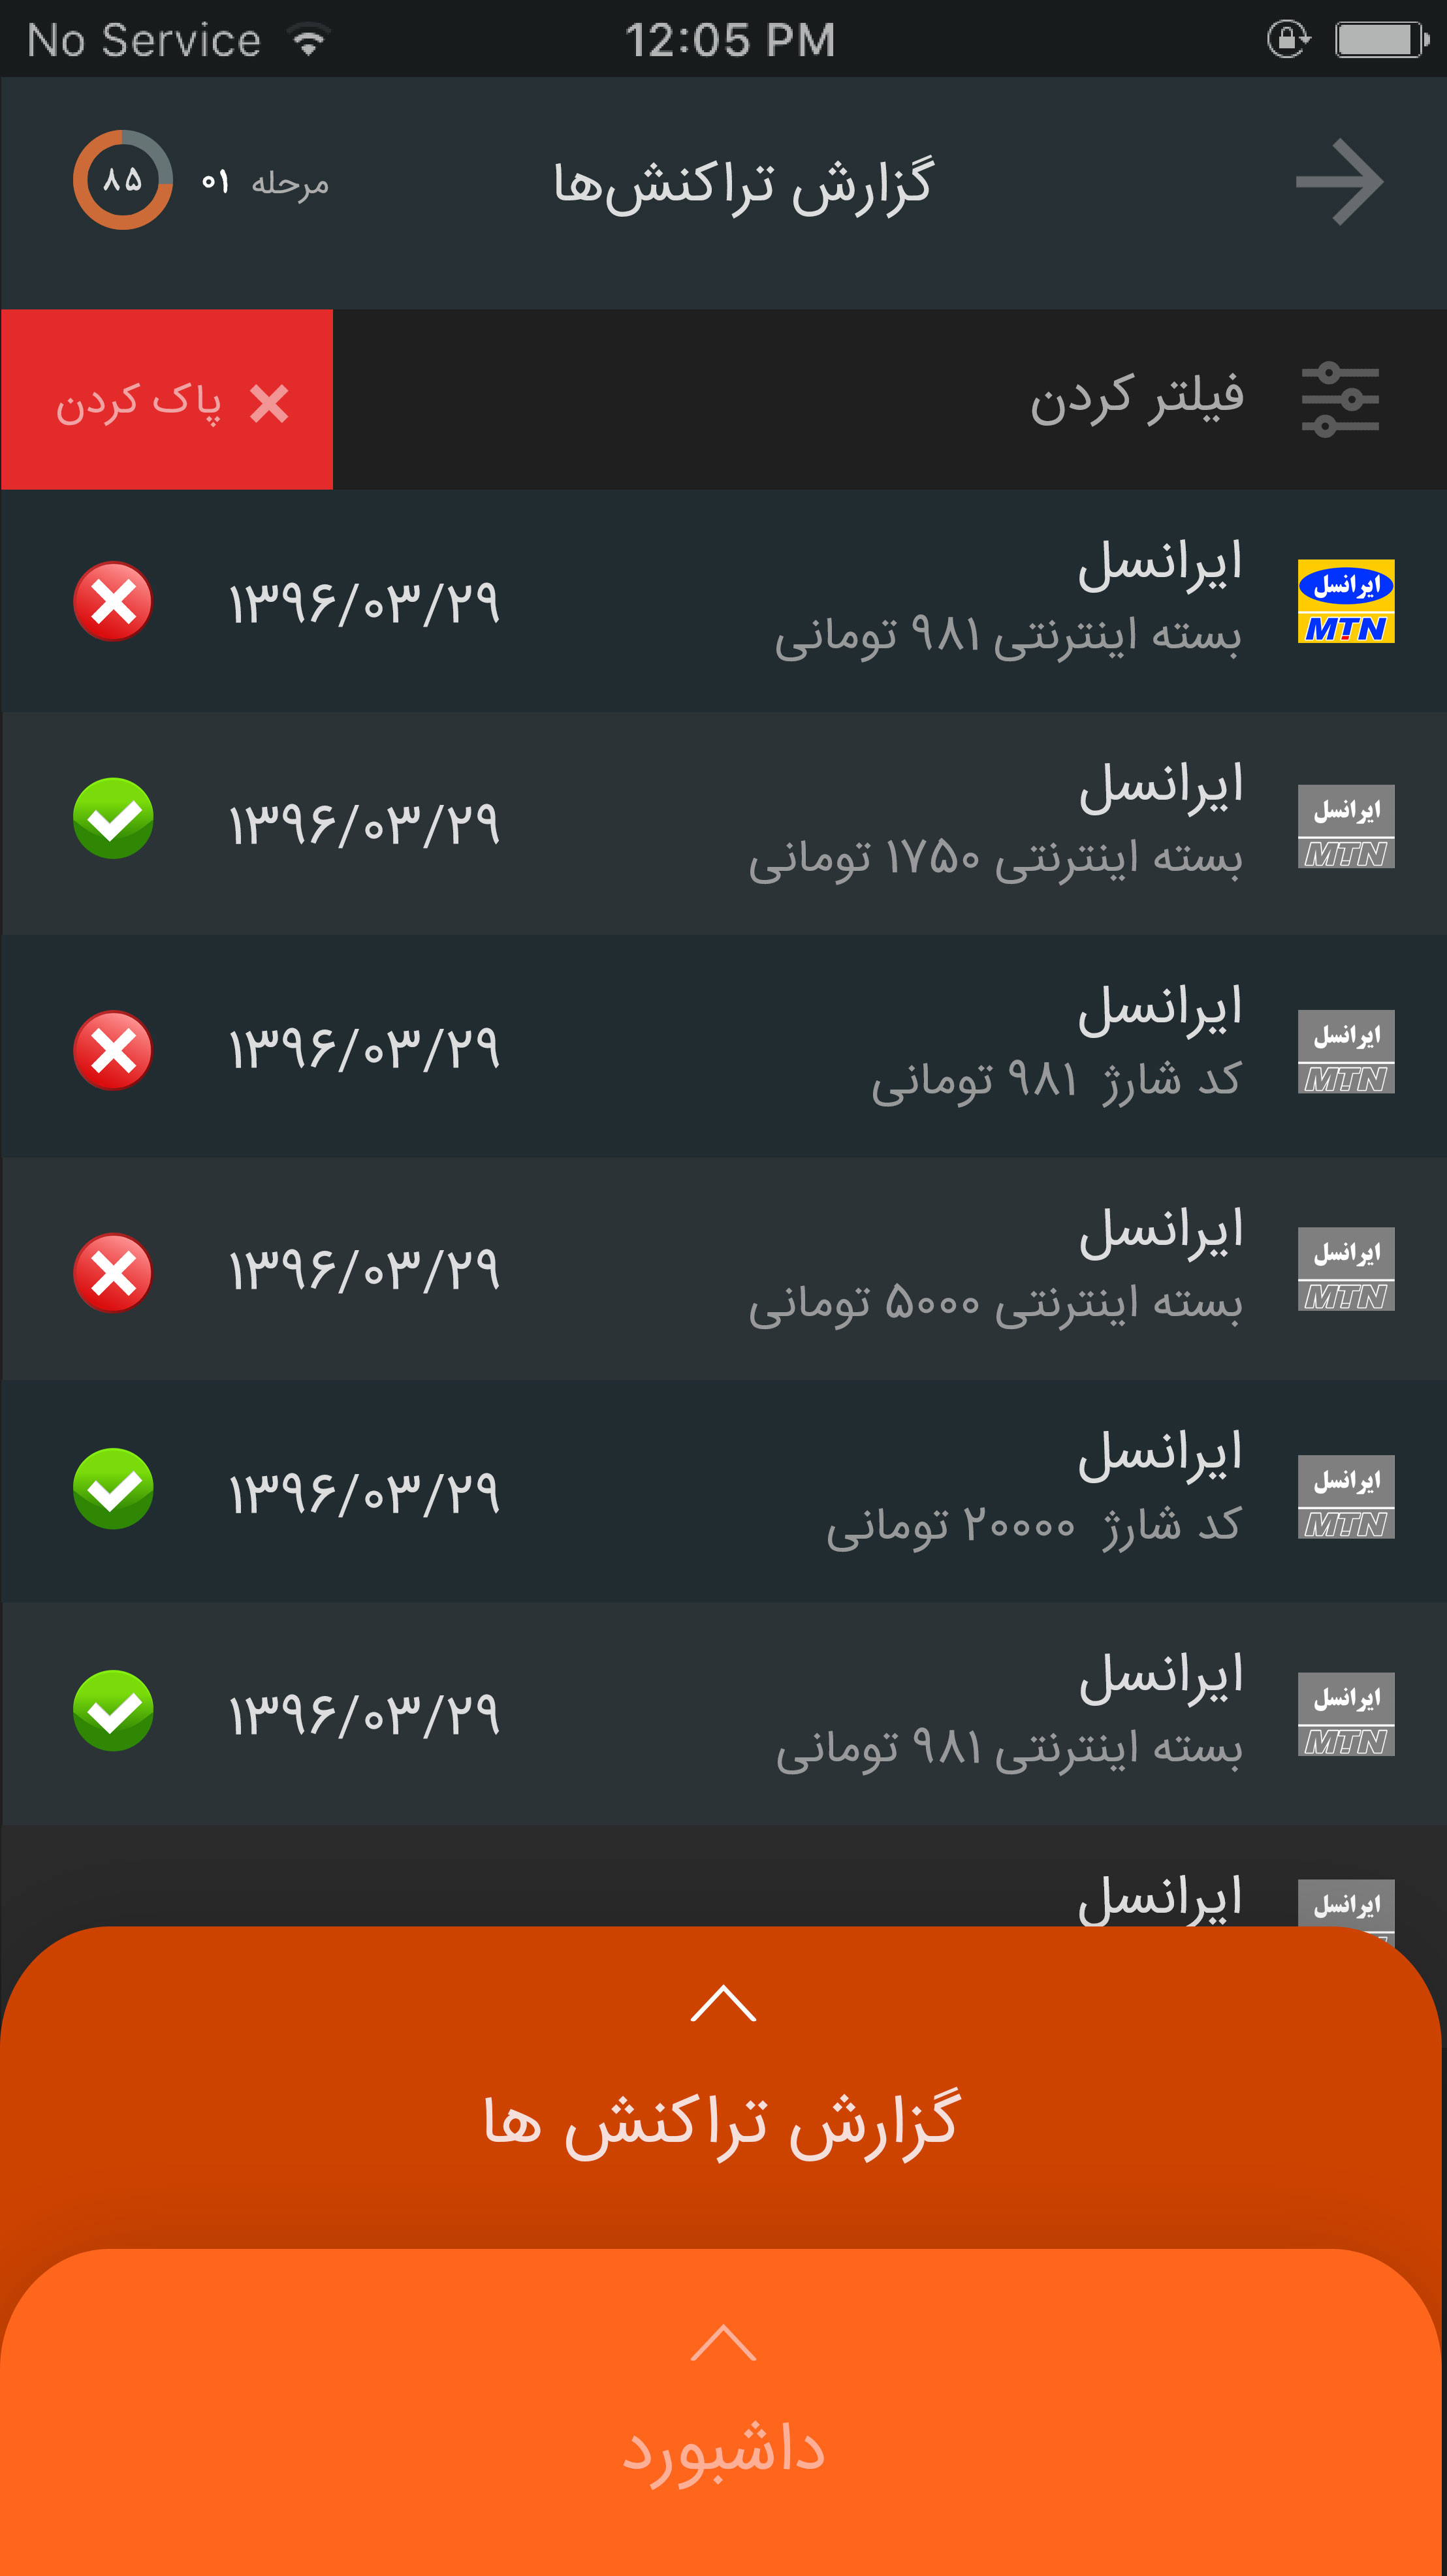 No Service 12:05 PM
گزارش تراکنش‌ها
مرحله ۰۱ ۸۵
فیلتر کردن
پاک کردن
ایرانسل
MTN
ایرانسل
بسته اینترنتی ۹۸۱ تومانی
۱۳۹۶/۰۳/۲۹
ایرانسل
MTN
ایرانسل
بسته اینترنتی ۱۷۵۰ تومانی
۱۳۹۶/۰۳/۲۹
ایرانسل
MTN
ایرانسل
کد شارژ ۹۸۱ تومانی
۱۳۹۶/۰۳/۲۹
ایرانسل
MTN
ایرانسل
بسته اینترنتی ۵۰۰۰ تومانی
۱۳۹۶/۰۳/۲۹
ایرانسل
MTN
ایرانسل
کد شارژ ۲۰۰۰۰ تومانی
۱۳۹۶/۰۳/۲۹
ایرانسل
MTN
ایرانسل
بسته اینترنتی ۹۸۱ تومانی
۱۳۹۶/۰۳/۲۹
ایرانسل
ایرانسل
گزارش تراکنش ها
داشبورد